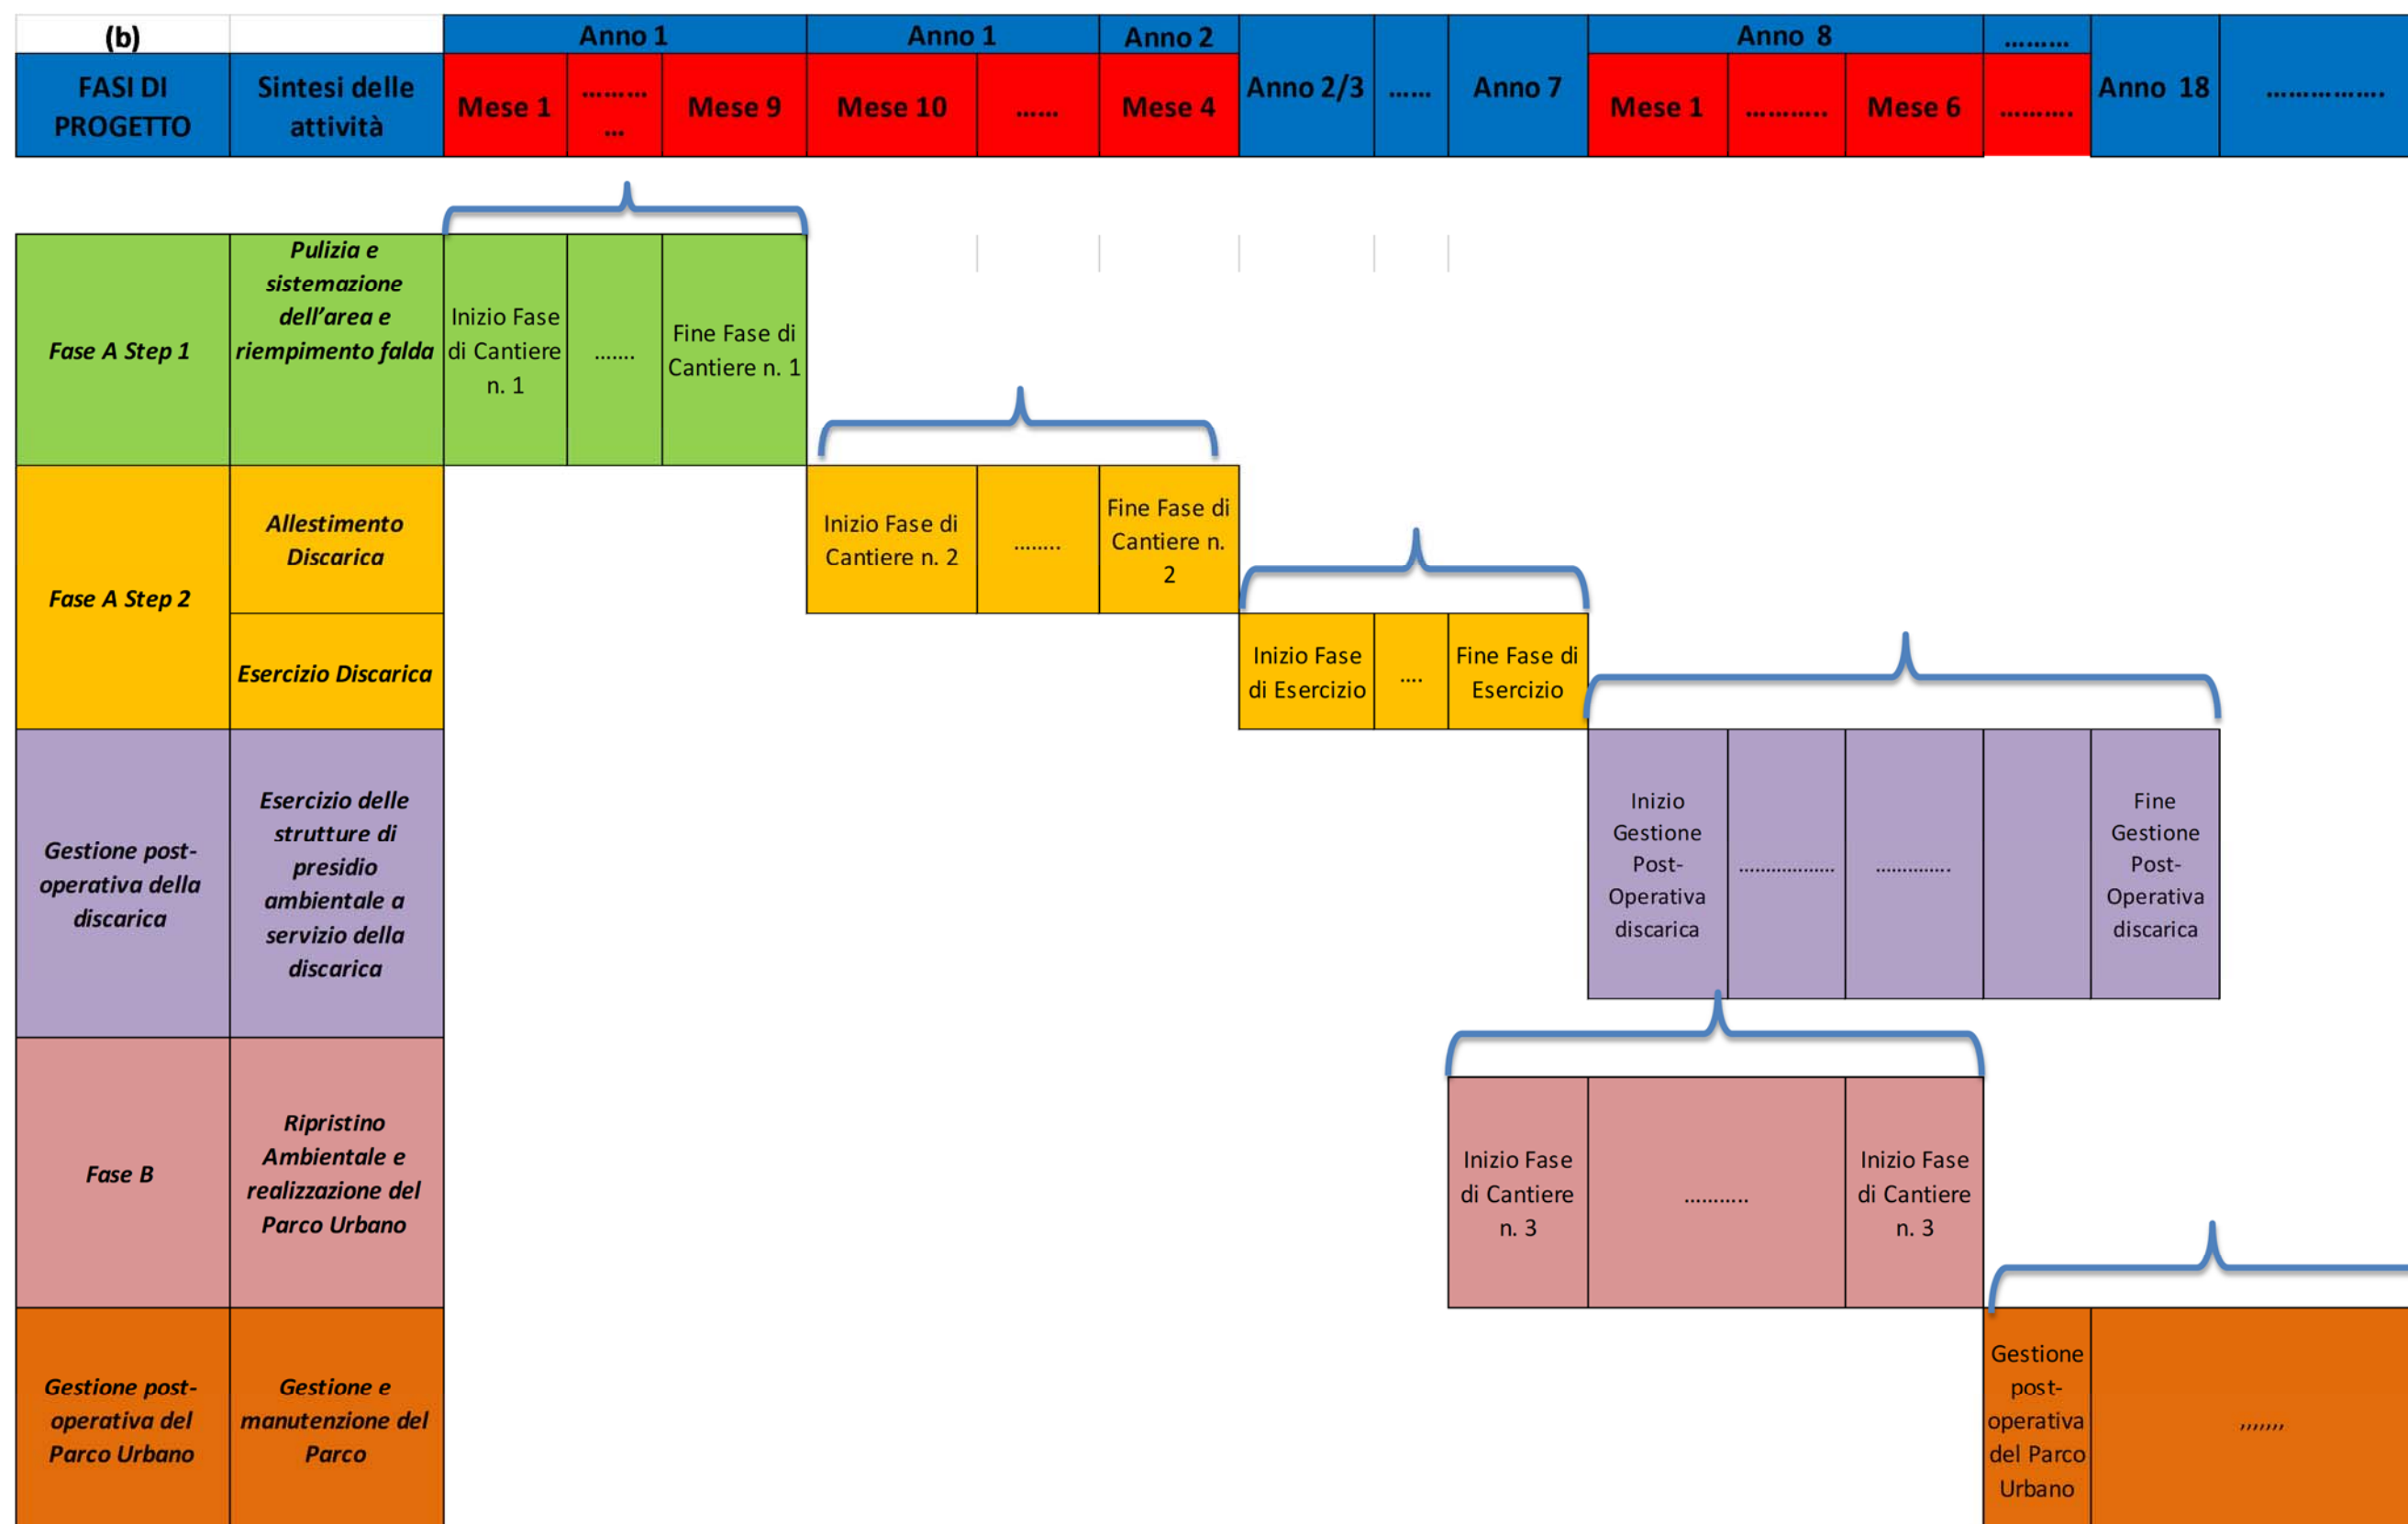 (b)
Anno 1
Anno 1
Anno 2
Anno 2/3
......
Anno 7
Anno 8
.........
Anno 18
................
FASI DI
PROGETTO
Sintesi delle
attività
Mese 1
.........
...
Mese 9
Mese 10
......
Mese 4
Mese 1
...........
Mese 6
..........
Fase A Step 1
Pulizia e
sistemazione
dell’area e
riempimento falda
Inizio Fase
di Cantiere
n. 1
.......
Fine Fase di
Cantiere n. 1
Fase A Step 2
Allestimento
Discarica
Inizio Fase di
Cantiere n. 2
........
Fine Fase di
Cantiere n.
2
Esercizio Discarica
Inizio Fase
di Esercizio
....
Fine Fase di
Esercizio
Gestione post-
operativa della
discarica
Esercizio delle
strutture di
presidio
ambientale a
servizio della
discarica
Inizio
Gestione
Post-
Operativa
discarica
..................
..............
Fine
Gestione
Post-
Operativa
discarica
Fase B
Ripristino
Ambientale e
realizzazione del
Parco Urbano
Inizio Fase
di Cantiere
n. 3
...........
Inizio Fase
di Cantiere
n. 3
Gestione post-
operativa del
Parco Urbano
Gestione e
manutenzione del
Parco
Gestione
post-
operativa
del Parco
Urbano
,,,,,,,